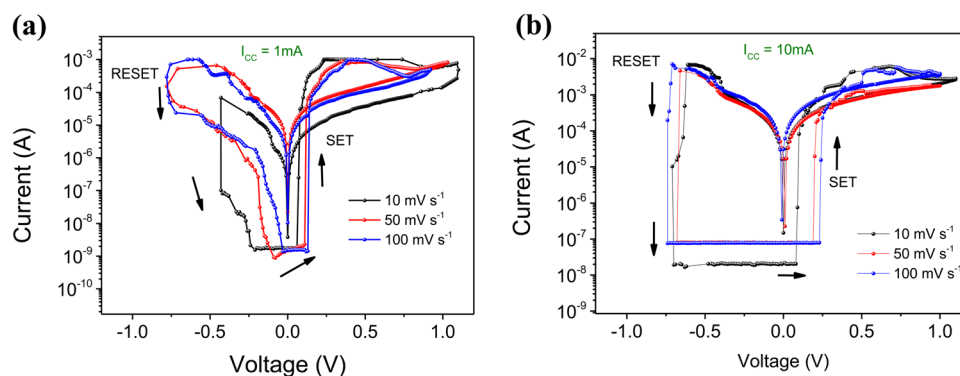 (a)
I_CC = 1mA
RESET
SET
10 mV s⁻¹
50 mV s⁻¹
100 mV s⁻¹
10⁻³
10⁻⁴
10⁻⁵
10⁻⁶
10⁻⁷
10⁻⁸
10⁻⁹
10⁻¹⁰
Current (A)
-1.0 -0.5 0.0 0.5 1.0
Voltage (V)
(b)
I_CC = 10mA
RESET
SET
10 mV s⁻¹
50 mV s⁻¹
100 mV s⁻¹
10⁻¹
10⁻²
10⁻³
10⁻⁴
10⁻⁵
10⁻⁶
10⁻⁷
10⁻⁸
10⁻⁹
Current (A)
-1.0 -0.5 0.0 0.5 1.0
Voltage (V)